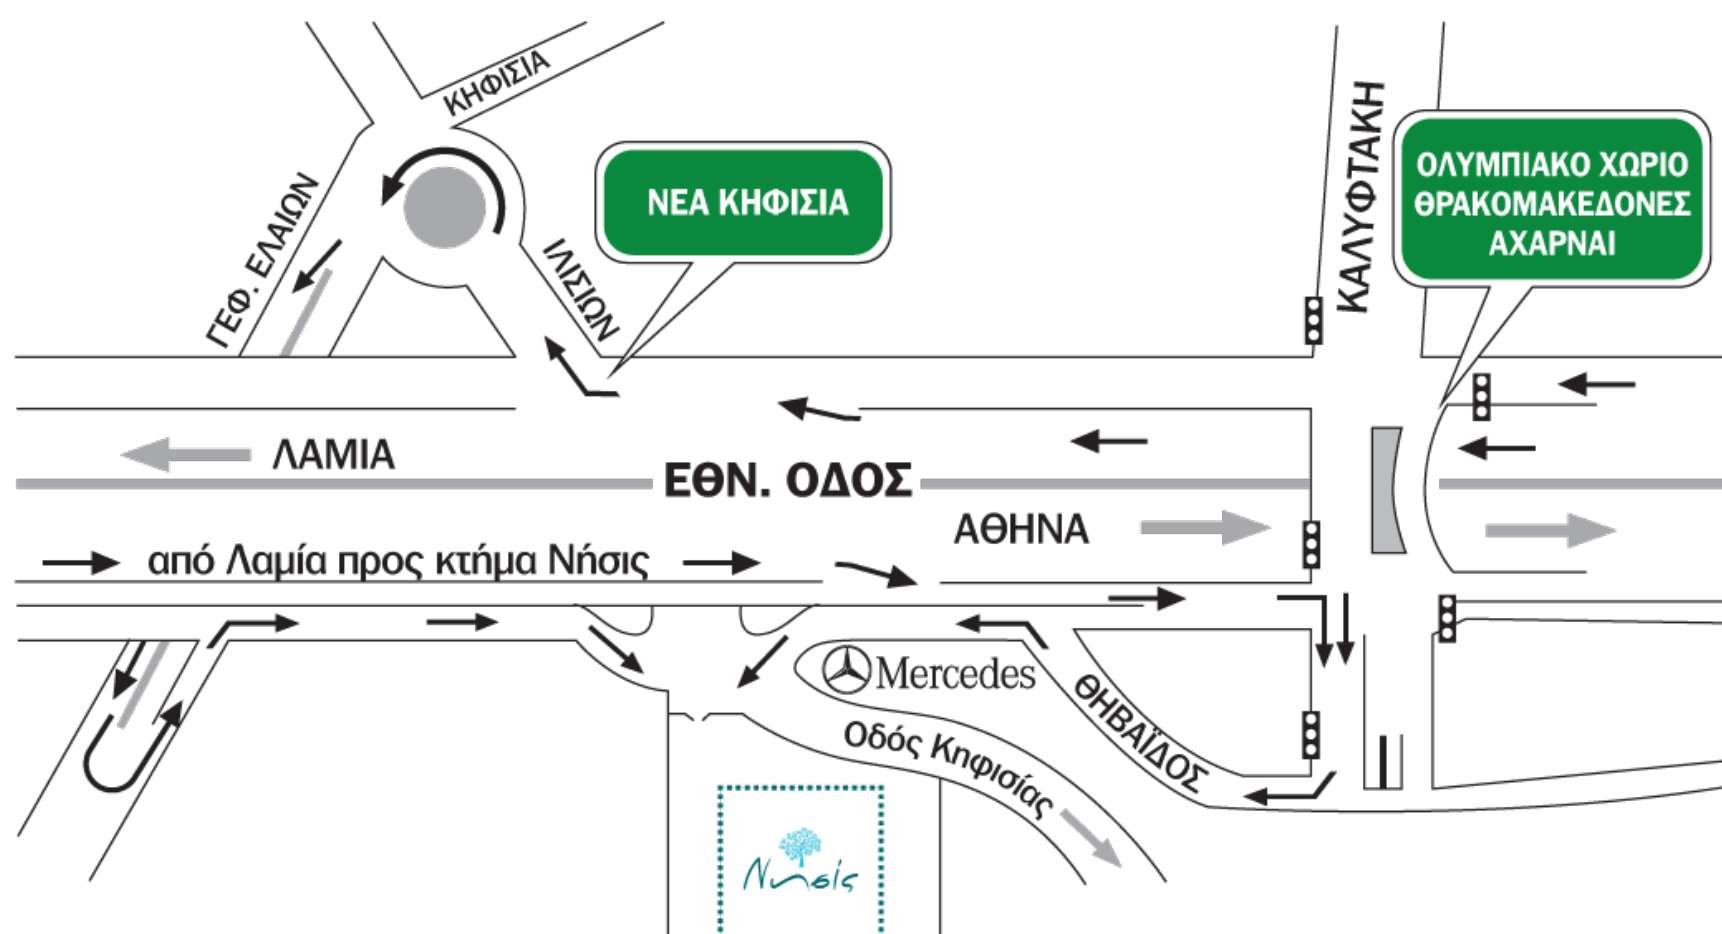 ΚΗΦΙΣΙΑ
ΓΕΦ. ΕΛΑΙΩΝ
ΙΛΙΣΙΩΝ
ΝΕΑ ΚΗΦΙΣΙΑ
ΚΑΛΥΦΤΑΚΗ
ΟΛΥΜΠΙΑΚΟ ΧΩΡΙΟ
ΘΡΑΚΟΜΑΚΕΔΟΝΕΣ
ΑΧΑΡΝΑΙ
ΛΑΜΙΑ
ΕΘΝ. ΟΔΟΣ
ΑΘΗΝΑ
από Λαμία προς κτήμα Νήσις
Mercedes
ΘΗΒΑΪΔΟΣ
Οδός Κηφισίας
Νησίς